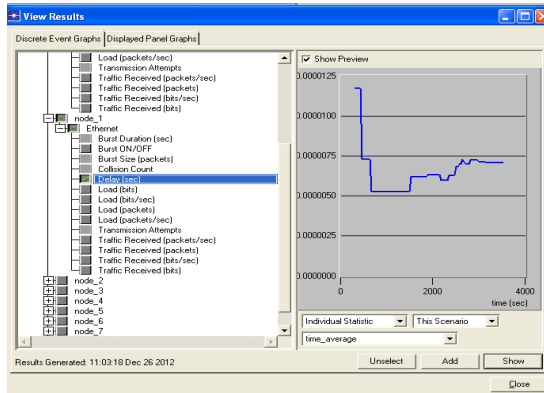 View Results
Discrete Event Graphs Displayed Panel Graphs
Load (packets/sec)
Transmission Attempts
Traffic Received (packets/sec)
Traffic Received (packets)
Traffic Received (bits/sec)
Traffic Received (bits)
node_1
Ethernet
Burst Duration (sec)
Burst ON/OFF
Burst Size (packets)
Collision Count
Delay (sec)
Load (bits)
Load (bits/sec)
Load (packets)
Load (packets/sec)
Transmission Attempts
Traffic Received (packets/sec)
Traffic Received (packets)
Traffic Received (bits/sec)
Traffic Received (bits)
node_2
node_3
node_4
node_5
node_6
node_7
Show Preview
0.0000125
0.0000100
0.0000075
0.0000050
0.0000025
0.0000000
0 2000 4000
time (sec)
Individual Statistic This Scenario
time_average
Results Generated: 11:03:18 Dec 26 2012
Unselect Add Show
Close